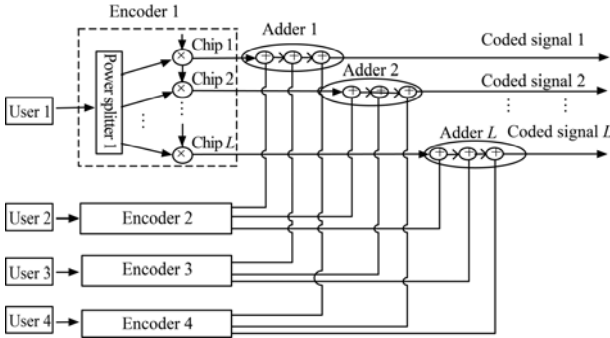 Encoder 1
Adder 1
Chip 1
Coded signal 1
Power splitter 1
Chip 2
Adder 2
Coded signal 2
User 1
Adder L
Coded signal L
Chip L
User 2
Encoder 2
User 3
Encoder 3
User 4
Encoder 4